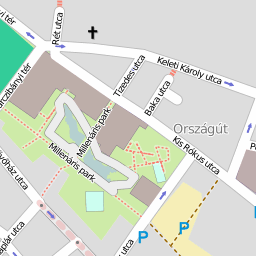 Rét utca
Tizedes utca
Keleti Károly utca
Baka utca
Országút
Millenáris park
Millenáris park
Kis Rókus utca
P
P
P